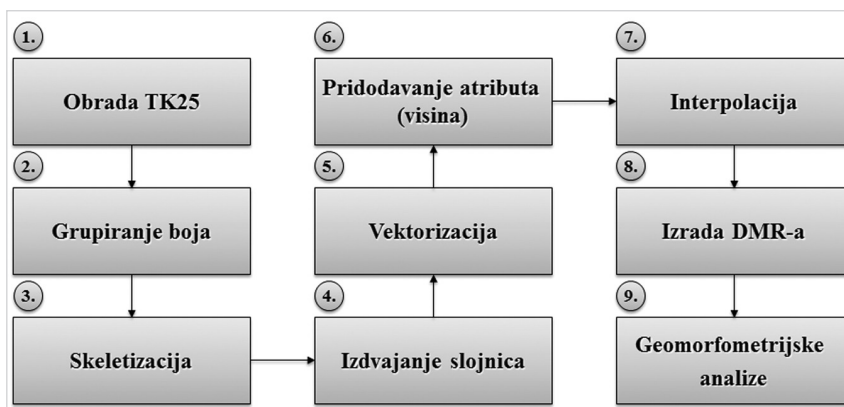 1.
Obrada TK25
2.
Grupiranje boja
3.
Skeletizacija
4.
Izdvajanje slojnica
5.
Vektorizacija
6.
Pridodavanje atributa
(visina)
7.
Interpolacija
8.
Izrada DMR-a
9.
Geomorfometrijske
analize